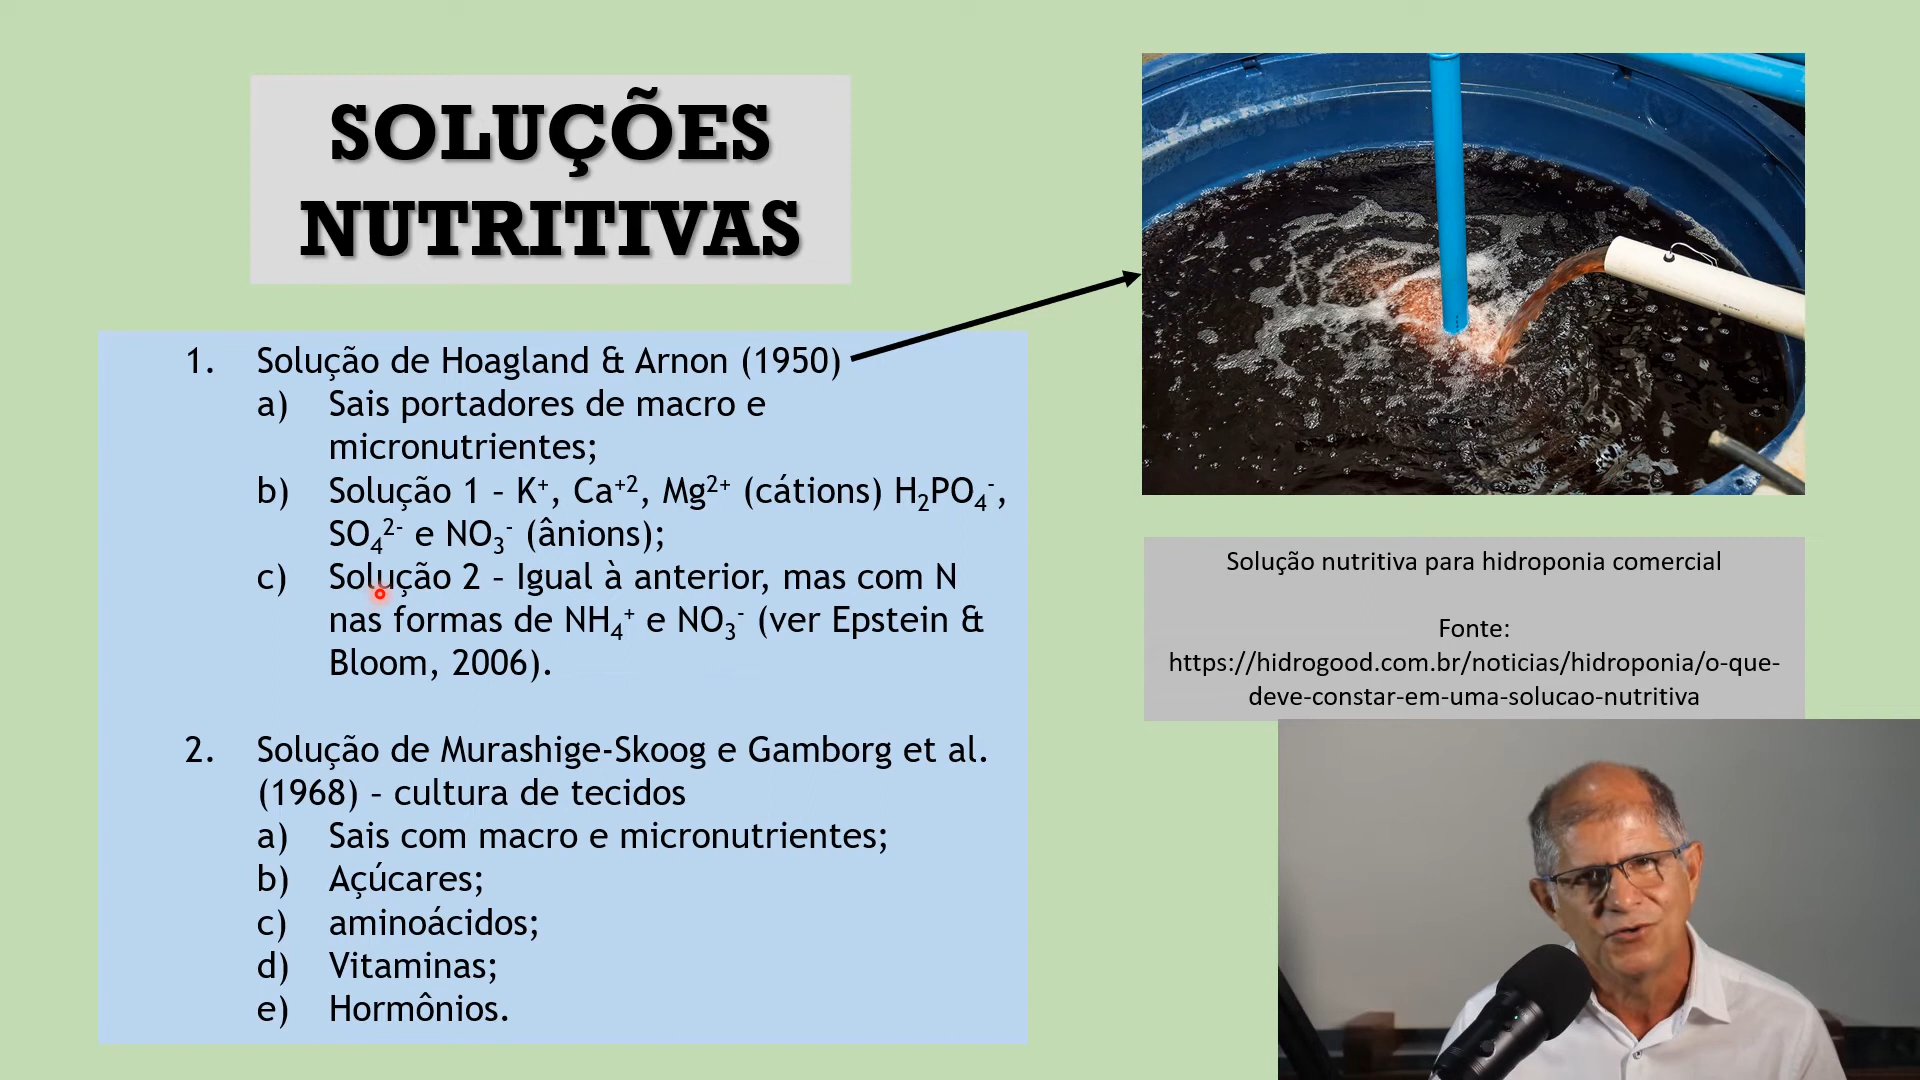 SOLUÇÕES
NUTRITIVAS
1. Solução de Hoagland & Arnon (1950)
a) Sais portadores de macro e
micronutrientes;
b) Solução 1 – K⁺, Ca⁺², Mg²⁺ (cátions) H₂PO₄⁻,
SO₄²⁻ e NO₃⁻ (ânions);
c) Solução 2 – Igual à anterior, mas com N
nas formas de NH₄⁺ e NO₃⁻ (ver Epstein &
Bloom, 2006).
2. Solução de Murashige-Skoog e Gamborg et al.
(1968) – cultura de tecidos
a) Sais com macro e micronutrientes;
b) Açúcares;
c) aminoácidos;
d) Vitaminas;
e) Hormônios.
Solução nutritiva para hidroponia comercial
Fonte:
https://hidrogood.com.br/noticias/hidroponia/o-que-
deve-constar-em-uma-solucao-nutritiva